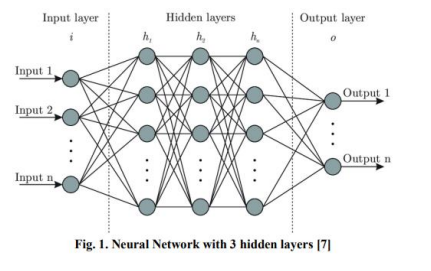 Input layer Hidden layers Output layer
i h₁ h₂ hₙ o
Input 1
Input 2
Input n
Output 1
Output n
Fig. 1. Neural Network with 3 hidden layers [7]